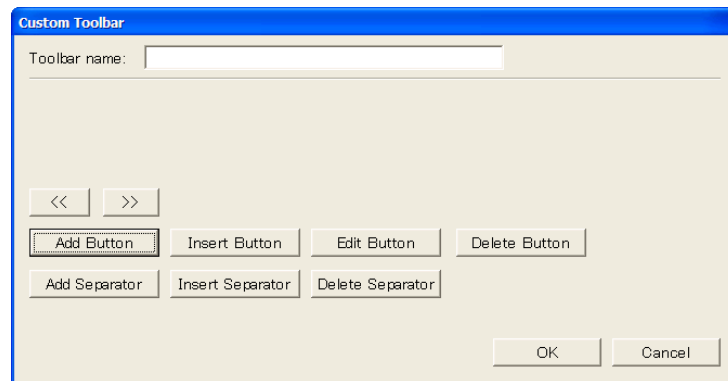 Custom Toolbar
Toolbar name:
<< >>
Add Button Insert Button Edit Button Delete Button
Add Separator Insert Separator Delete Separator
OK Cancel